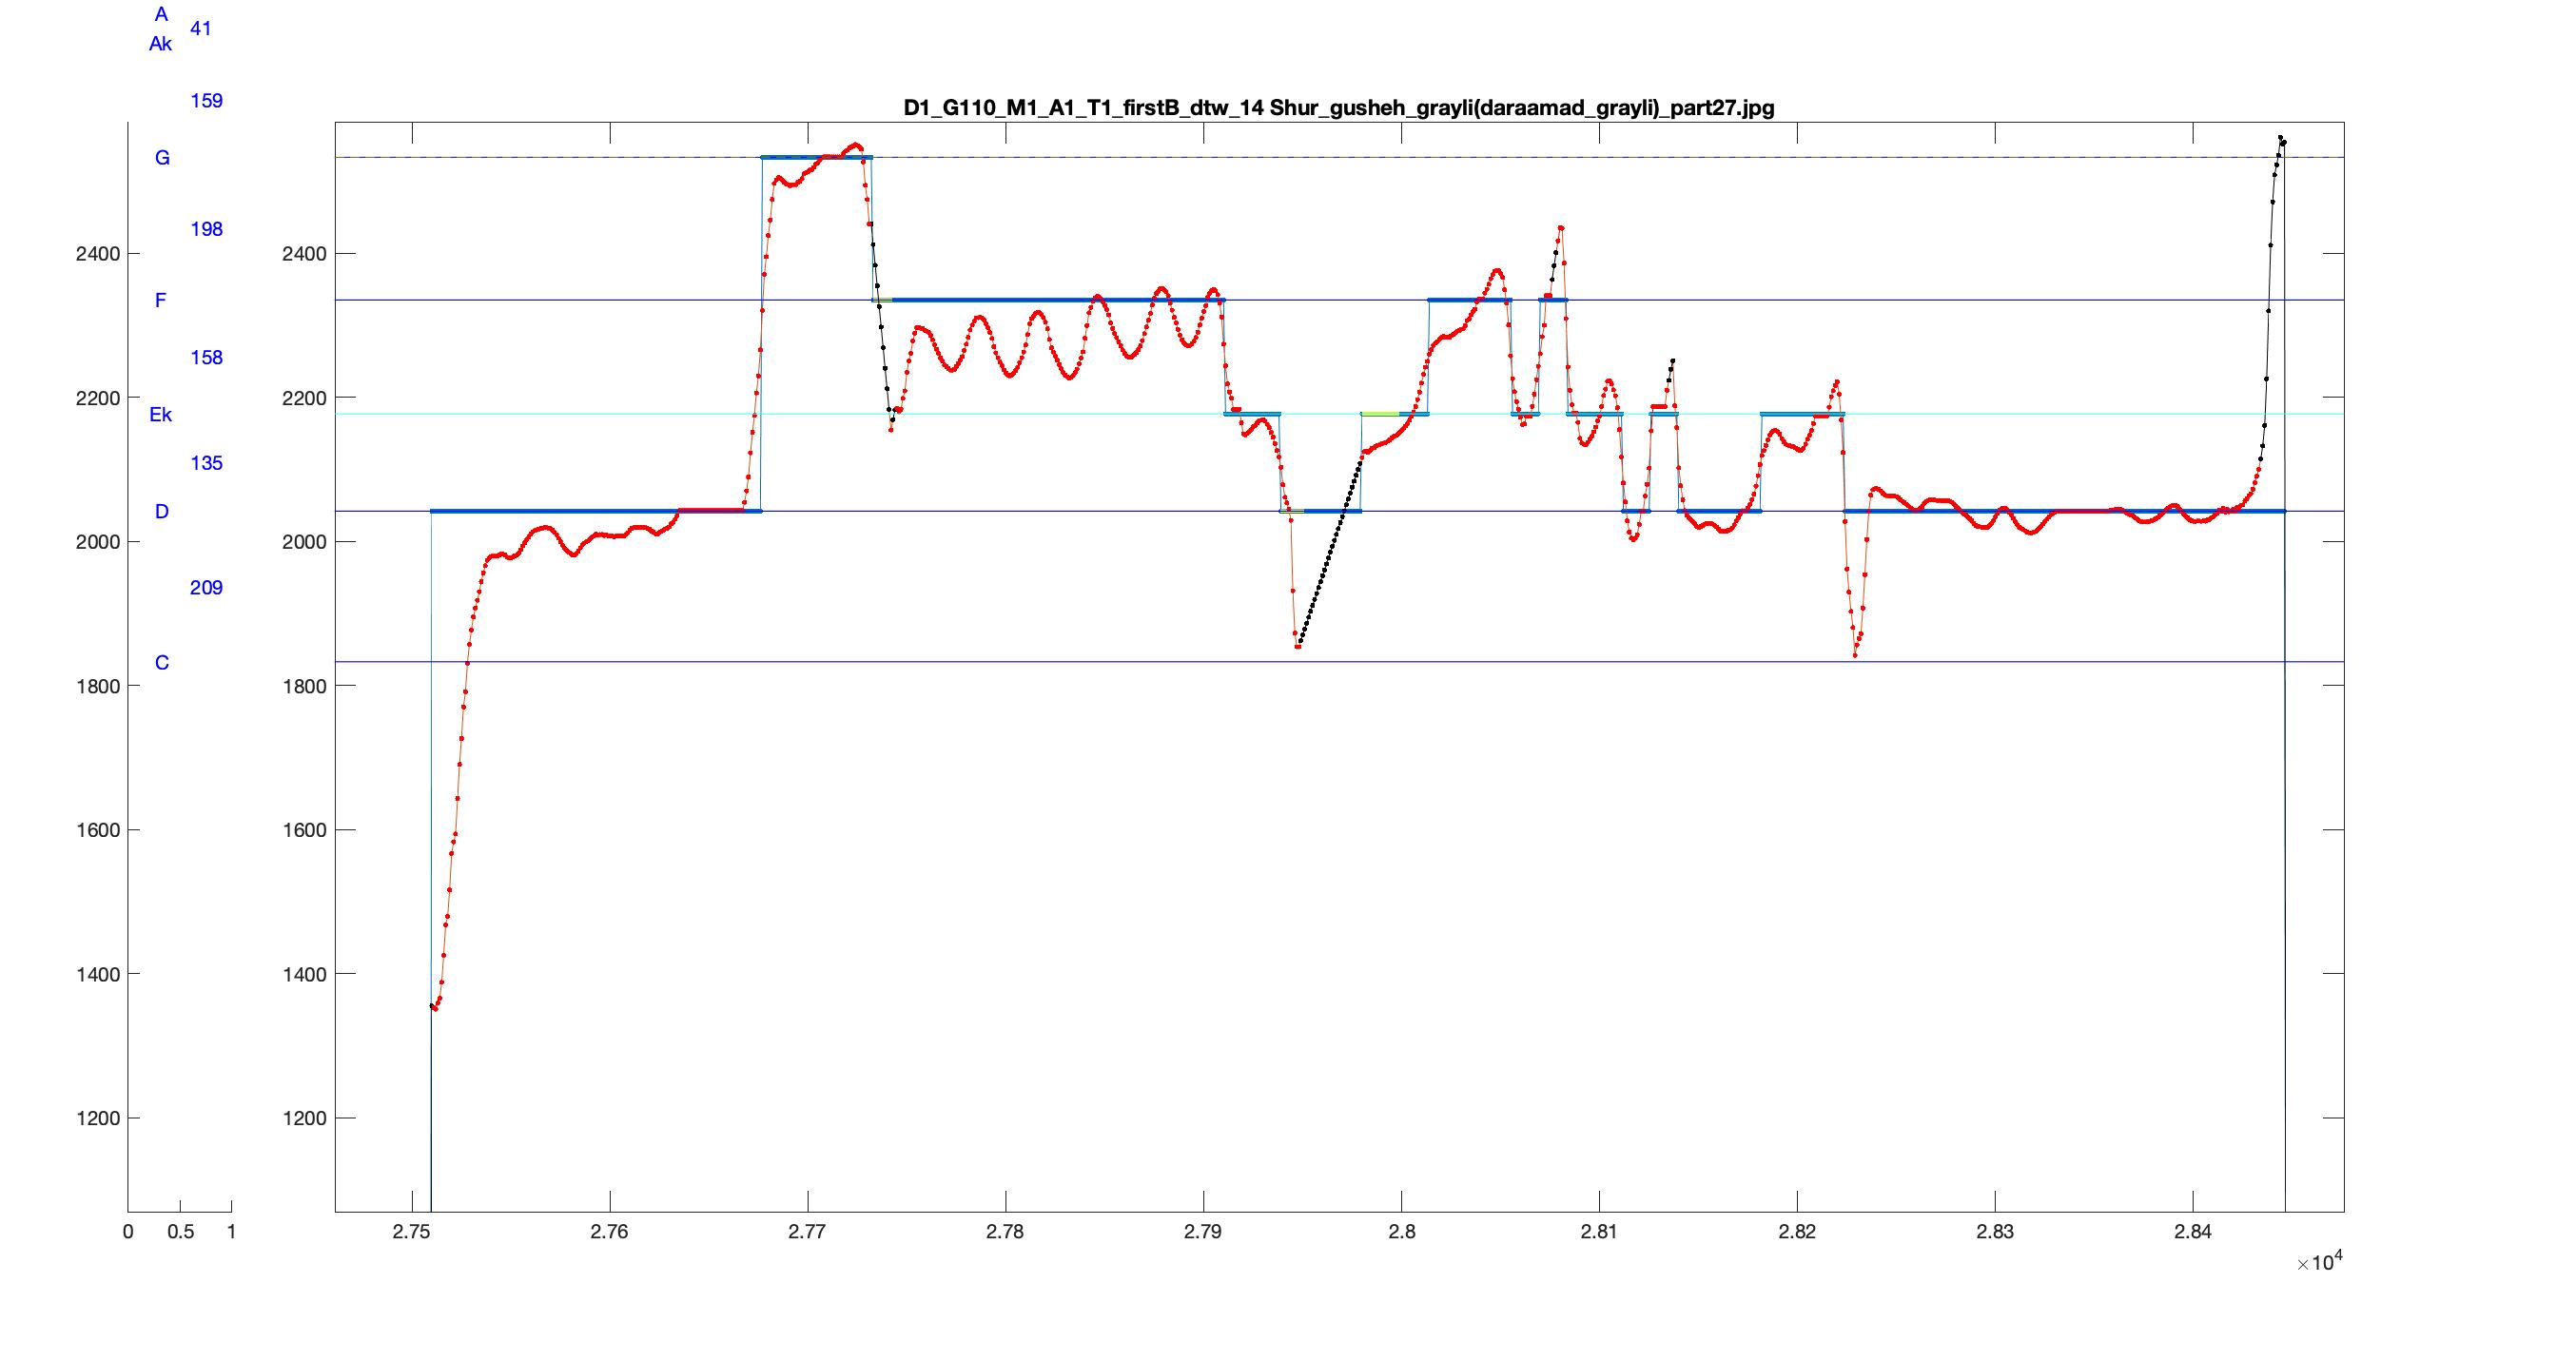 A
41
Ak
159
D1_G110_M1_A1_T1_firstB_dtw_14 Shur_gusheh_grayli(daraamad_grayli)_part27.jpg
G
198
2400 2400
F
158
2200 2200
Ek
135
D
2000 2000
209
C
1800 1800
1600 1600
1400 1400
1200 1200
0 0.5 1 2.75 2.76 2.77 2.78 2.79 2.8 2.81 2.82 2.83 2.84
×10⁴